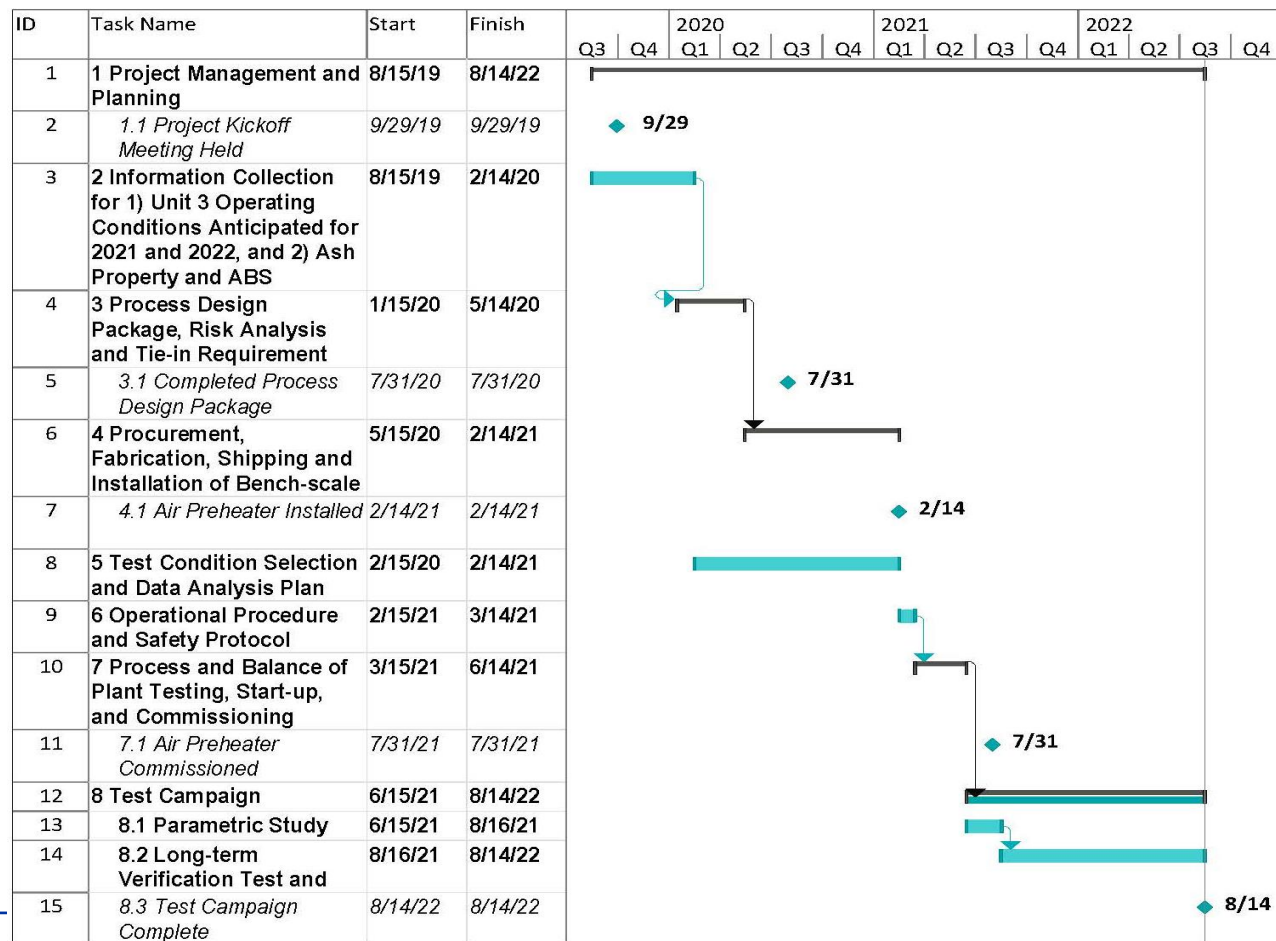 ID Task Name Start Finish 2020 2021 2022
Q3 Q4 Q1 Q2 Q3 Q4 Q1 Q2 Q3 Q4 Q1 Q2 Q3 Q4
1 1 Project Management and 8/15/19 8/14/22
Planning
2 1.1 Project Kickoff 9/29/19 9/29/19 9/29
Meeting Held
3 2 Information Collection 8/15/19 2/14/20
for 1) Unit 3 Operating
Conditions Anticipated for
2021 and 2022, and 2) Ash
Property and ABS
4 3 Process Design 1/15/20 5/14/20
Package, Risk Analysis
and Tie-in Requirement
5 3.1 Completed Process 7/31/20 7/31/20 7/31
Design Package
6 4 Procurement, 5/15/20 2/14/21
Fabrication, Shipping and
Installation of Bench-scale
7 4.1 Air Preheater Installed 2/14/21 2/14/21 2/14
8 5 Test Condition Selection 2/15/20 2/14/21
and Data Analysis Plan
9 6 Operational Procedure 2/15/21 3/14/21
and Safety Protocol
10 7 Process and Balance of 3/15/21 6/14/21
Plant Testing, Start-up,
and Commissioning
11 7.1 Air Preheater 7/31/21 7/31/21 7/31
Commissioned
12 8 Test Campaign 6/15/21 8/14/22
13 8.1 Parametric Study 6/15/21 8/16/21
14 8.2 Long-term 8/16/21 8/14/22
Verification Test and
15 8.3 Test Campaign 8/14/22 8/14/22 8/14
Complete